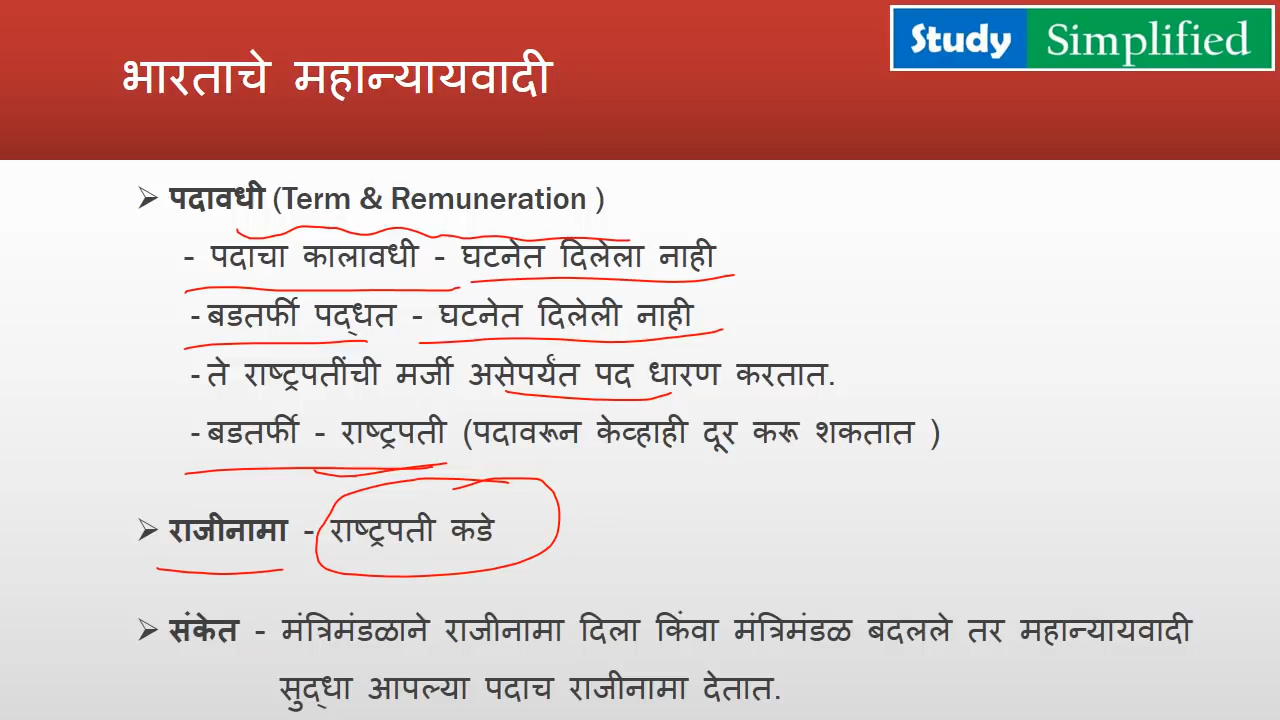 Study Simplified
भारताचे महान्यायवादी
➢ पदावधी (Term & Remuneration )
- पदाचा कालावधी - घटनेत दिलेला नाही
- बडतर्फी पद्धत - घटनेत दिलेली नाही
- ते राष्ट्रपतींची मर्जी असेपर्यंत पद धारण करतात.
- बडतर्फी - राष्ट्रपती (पदावरून केव्हाही दूर करू शकतात )
➢ राजीनामा - राष्ट्रपती कडे
➢ संकेत - मंत्रिमंडळाने राजीनामा दिला किंवा मंत्रिमंडळ बदलले तर महान्यायवादी
सुद्धा आपल्या पदाच राजीनामा देतात.